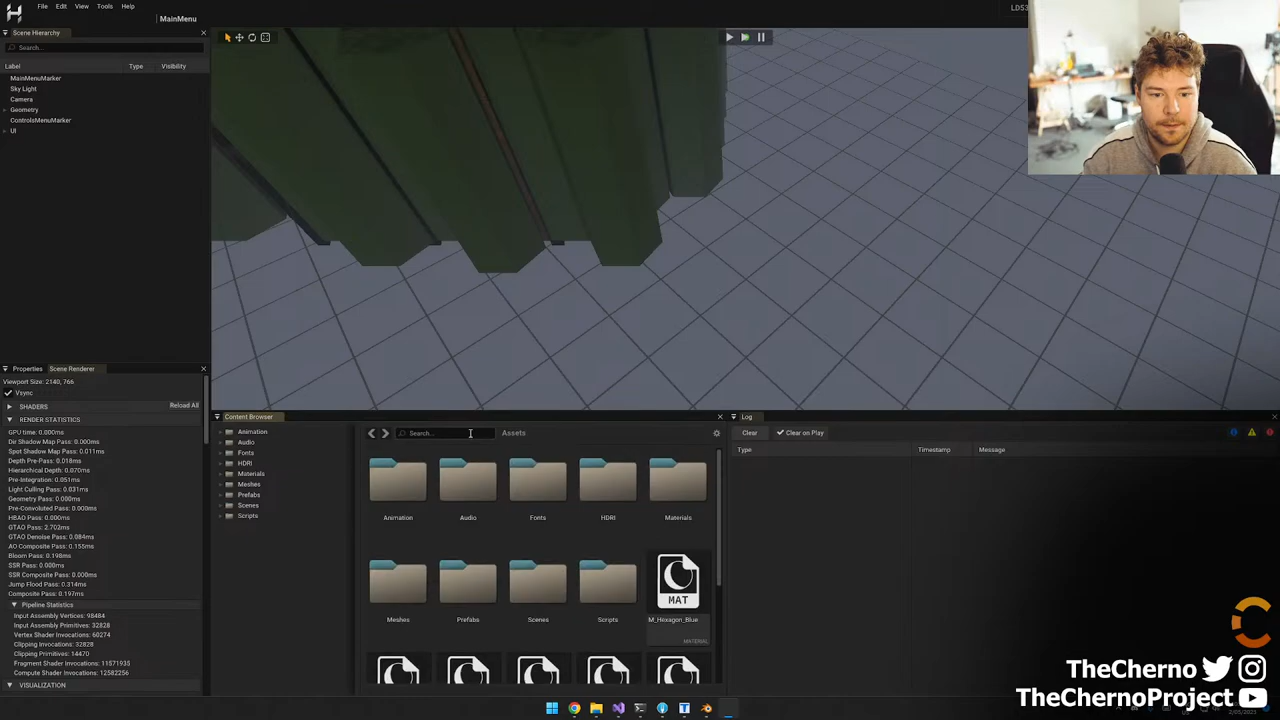 File Edit View Tools Help
MainMenu
LD53
Scene Hierarchy
Search...
Label Type Visibility
MainMenuMarker
Sky Light
Camera
Geometry
ControlsMenuMarker
UI
Properties Scene Renderer
Viewport Size: 2140, 766
Vsync
SHADERS Reload All
RENDER STATISTICS
GPU time: 0.000ms
Dir Shadow Map Pass: 0.000ms
Spot Shadow Map Pass: 0.011ms
Depth Pre-Pass: 0.018ms
Hierarchical Depth: 0.070ms
Pre-Integration: 0.051ms
Light Culling Pass: 0.031ms
Geometry Pass: 0.000ms
Pre-Convoluted Pass: 0.000ms
HBAO Pass: 0.000ms
GTAO Pass: 2.702ms
GTAO Denoise Pass: 0.084ms
AO Composite Pass: 0.155ms
Bloom Pass: 0.198ms
SSR Pass: 0.000ms
SSR Composite Pass: 0.000ms
Jump Flood Pass: 0.314ms
Composite Pass: 0.197ms
Pipeline Statistics
Input Assembly Vertices: 98484
Input Assembly Primitives: 32828
Vertex Shader Invocations: 60274
Clipping Invocations: 32828
Clipping Primitives: 14470
Fragment Shader Invocations: 11571933
Compute Shader Invocations: 12582256
VISUALIZATION
Content Browser
Animation
Audio
Fonts
HDRI
Materials
Meshes
Prefabs
Scenes
Scripts
Search...
Assets
Animation Audio Fonts HDRI Materials
MAT
Meshes Prefabs Scenes Scripts M_Hexagon_Blue
MATERIAL
Log
Clear Clear on Play
Type Timestamp Message
TheCherno
TheChernoProject